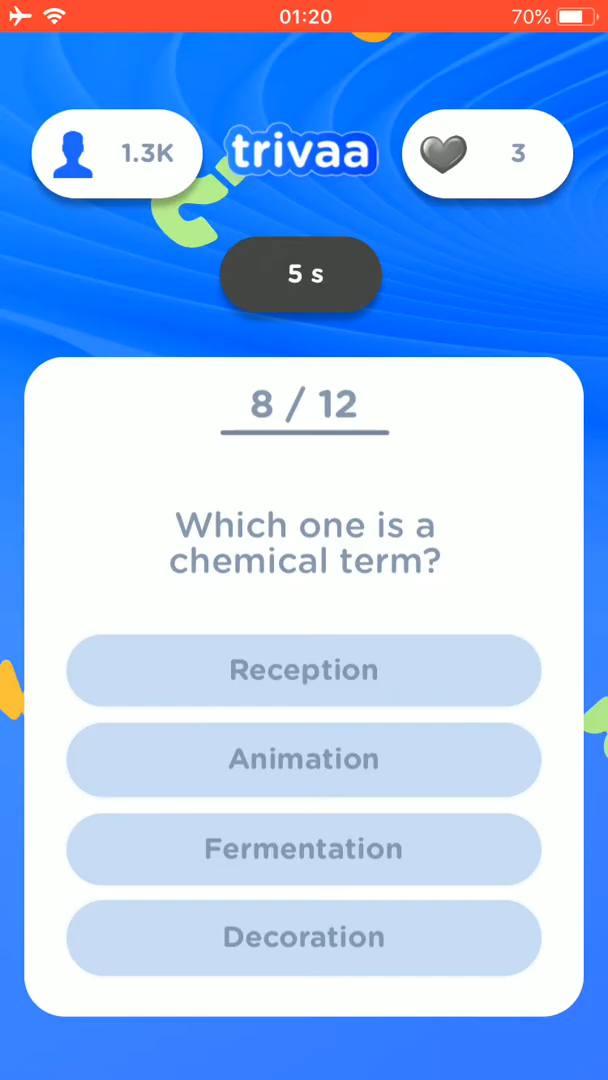 01:20
70%
1.3K
trivaa
3
5 s
8 / 12
Which one is a
chemical term?
Reception
Animation
Fermentation
Decoration